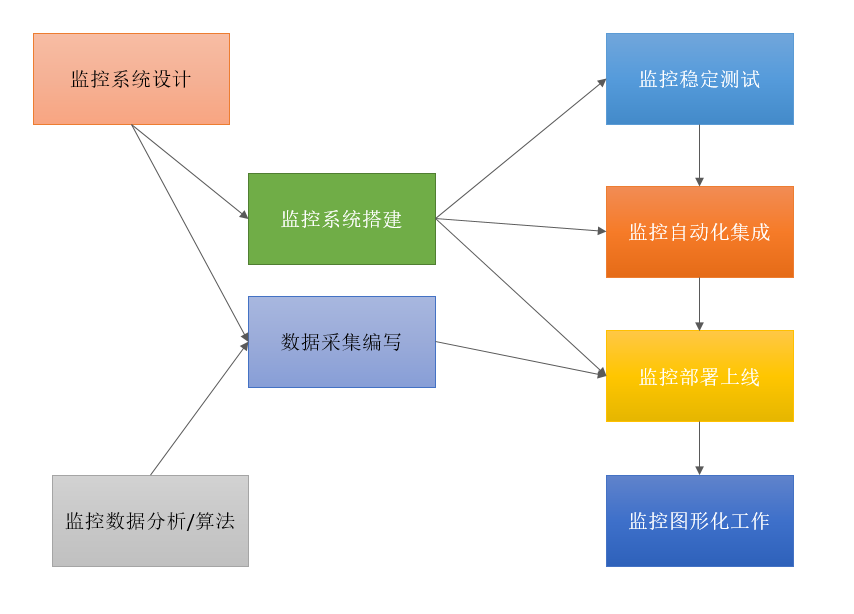 监控系统设计
监控稳定测试
监控系统搭建
监控自动化集成
数据采集编写
监控部署上线
监控数据分析/算法
监控图形化工作